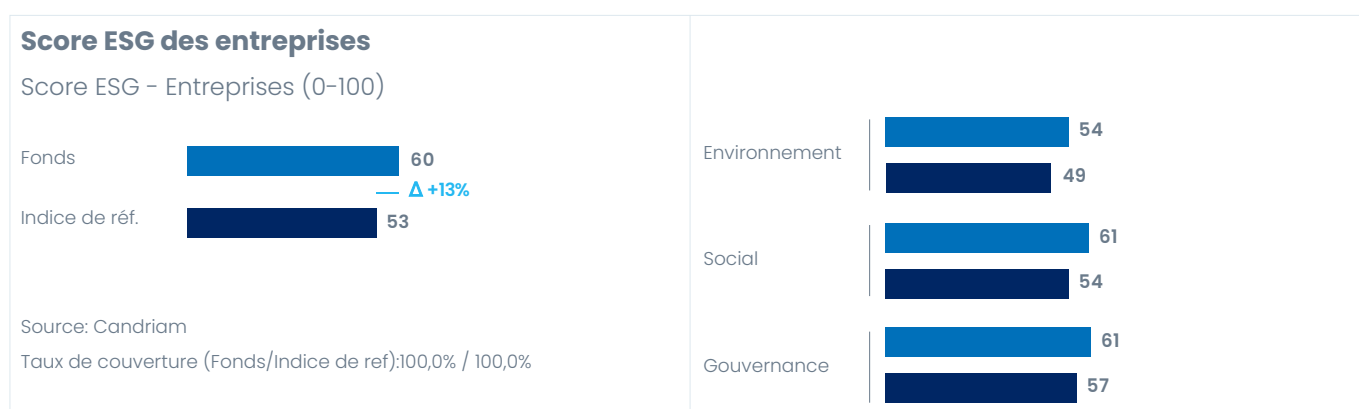 Score ESG des entreprises
Score ESG - Entreprises (0-100)
Fonds 60
Δ +13%
Indice de réf. 53
Source: Candriam
Taux de couverture (Fonds/Indice de ref):100,0% / 100,0%
Environnement
54
49
Social
61
54
Gouvernance
61
57